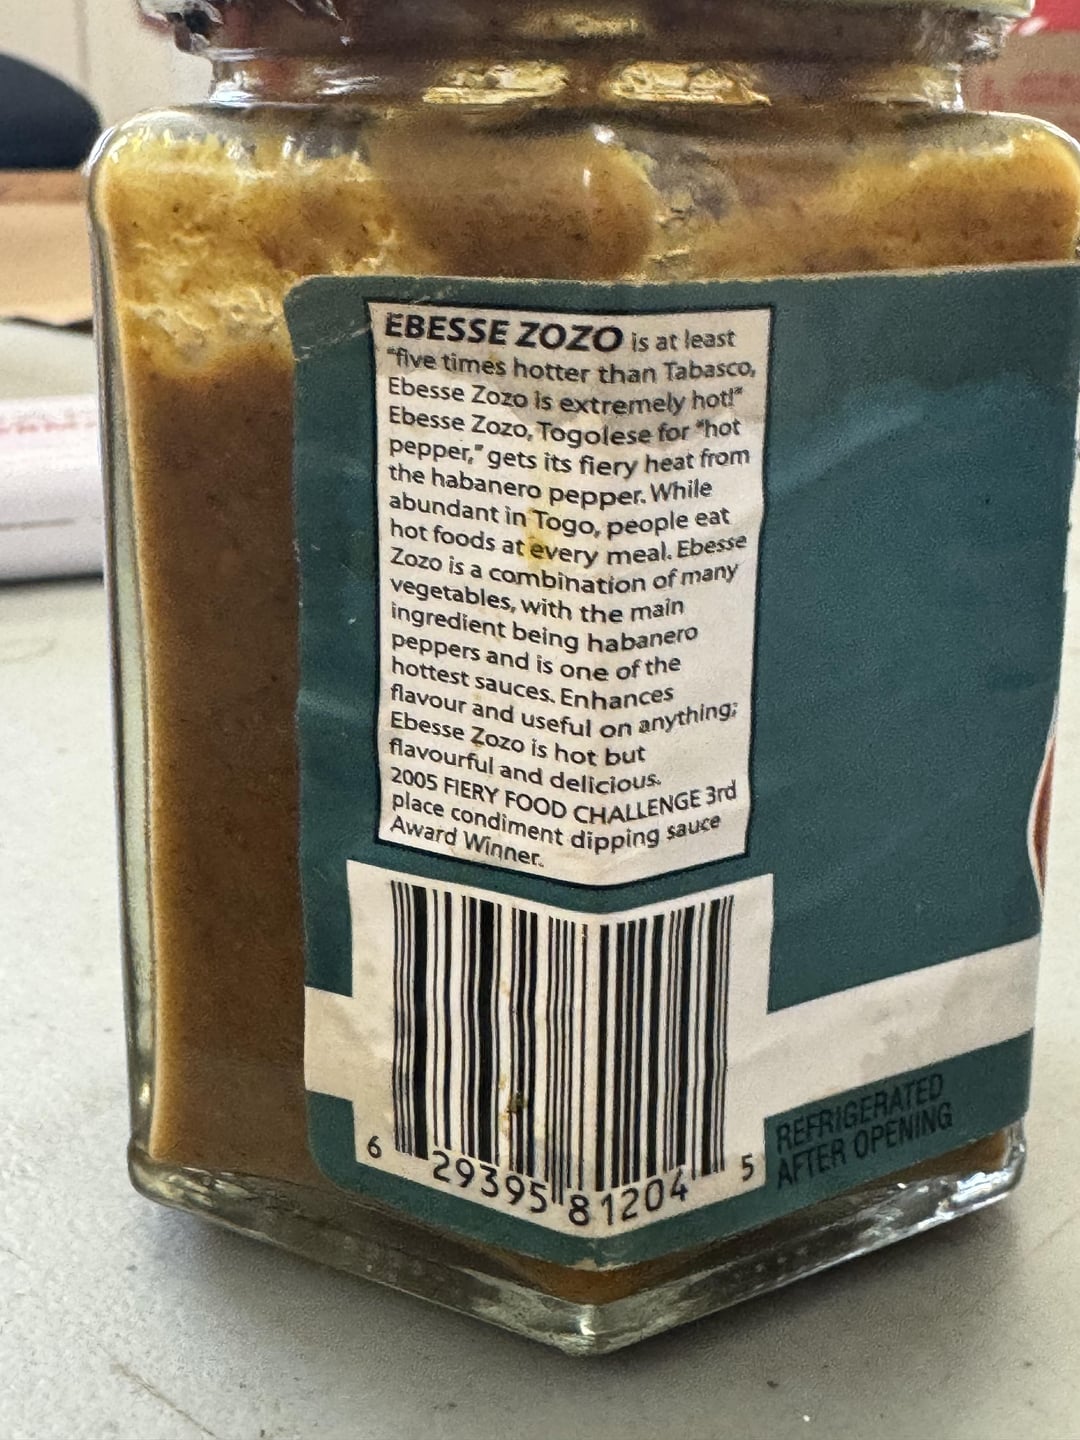 EBESSE ZOZO is at least
"five times hotter than Tabasco,
Ebesse Zozo is extremely hot!"
Ebesse Zozo, Togolese for "hot
pepper," gets its fiery heat from
the habanero pepper. While
abundant in Togo, people eat
hot foods at every meal. Ebesse
Zozo is a combination of many
vegetables, with the main
ingredient being habanero
peppers and is one of the
hottest sauces. Enhances
flavour and useful on anything;
Ebesse Zozo is hot but
flavourful and delicious.
2005 FIERY FOOD CHALLENGE 3rd
place condiment dipping sauce
Award Winner.
6 29395 81204 5
REFRIGERATED
AFTER OPENING